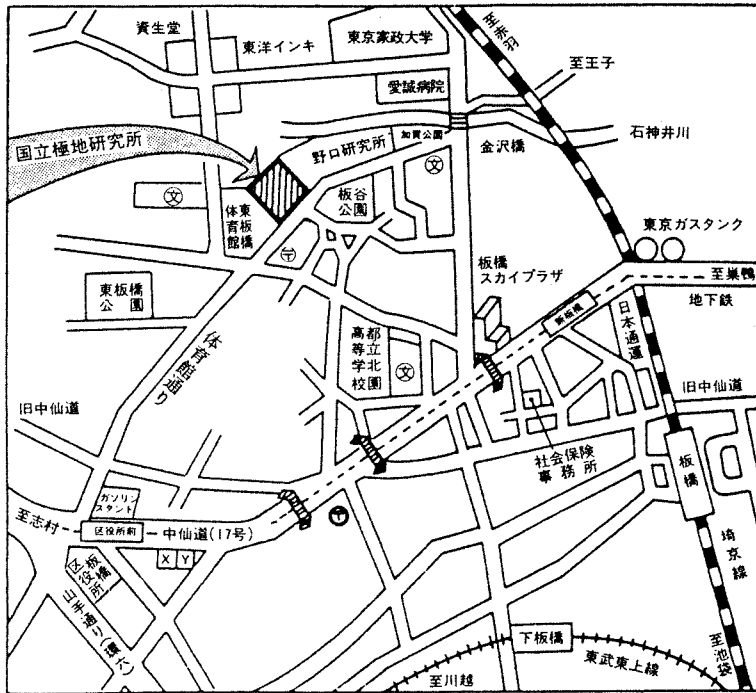 資生堂
東洋インキ
東京家政大学
至赤羽
至王子
愛誠病院
国立極地研究所
野口研究所
加賀公園
金沢橋
石神井川
文
文
板谷
公園
東板橋
体育館
〒
東京ガスタンク
板橋
スカイプラザ
至巣鴨
地下鉄
新板橋
日本通運
東板橋
公園
体育館通り
都立北園
高等学校
文
旧中仙道
旧中仙道
社会保険
事務所
板橋
ガソリン
スタント
至志村
区役所前
中仙道(17号)
〒
X Y
板橋
区役所
山手通り(環六)
埼京線
下板橋
東武東上線
至川越
至池袋